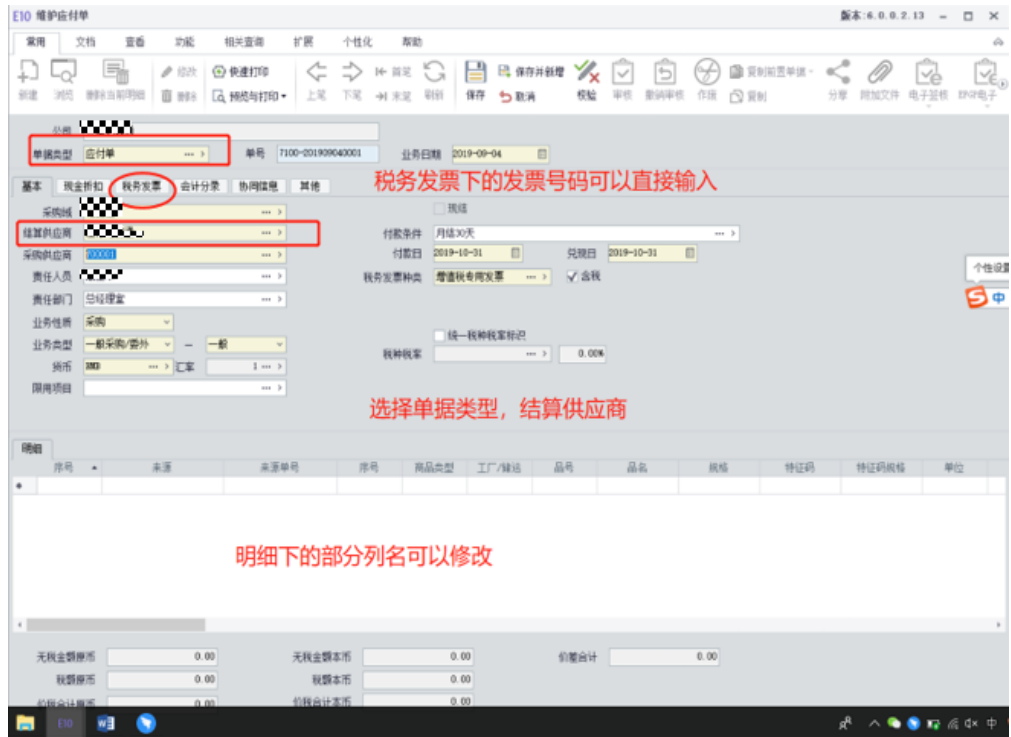 E10 维护应付单 版本:6.0.0.2.13
常用 文档 查看 功能 相关查询 扩展 个性化 帮助
修改 快速打印 首笔 保存并新增 复制前置单据
新建 浏览 删除当前明细 删除 预览与打印 上笔 下笔 末笔 刷新 保存 取消 校验 审核 撤销审核 作废 复制 分享 附加文件 电子签核
公司
单据类型 应付单 单号 7100-201909040001 业务日期 2019-09-04
税务发票下的发票号码可以直接输入
基本 现金折扣 税务发票 会计分录 协同信息 其他
采购域 现结
结算供应商 付款条件 月结30天
采购供应商 付款日 2019-10-31 兑现日 2019-10-31
个性设置
责任人员 税务发票种类 增值税专用发票 含税
中
责任部门 总经理室
业务性质 采购
统一税种税率标识
业务类型 一般采购/委外 — 一般
税种税率 0.00%
货币 RMB 汇率 1
限用项目
选择单据类型，结算供应商
明细
序号 来源 来源单号 序号 商品类型 工厂/储运 品号 品名 规格 特征码 特征码规格 单位
明细下的部分列名可以修改
无税金额原币 0.00 无税金额本币 0.00 价差合计 0.00
税额原币 0.00 税额本币 0.00
价税合计原币 0.00 价税合计本币 0.00
E10 中